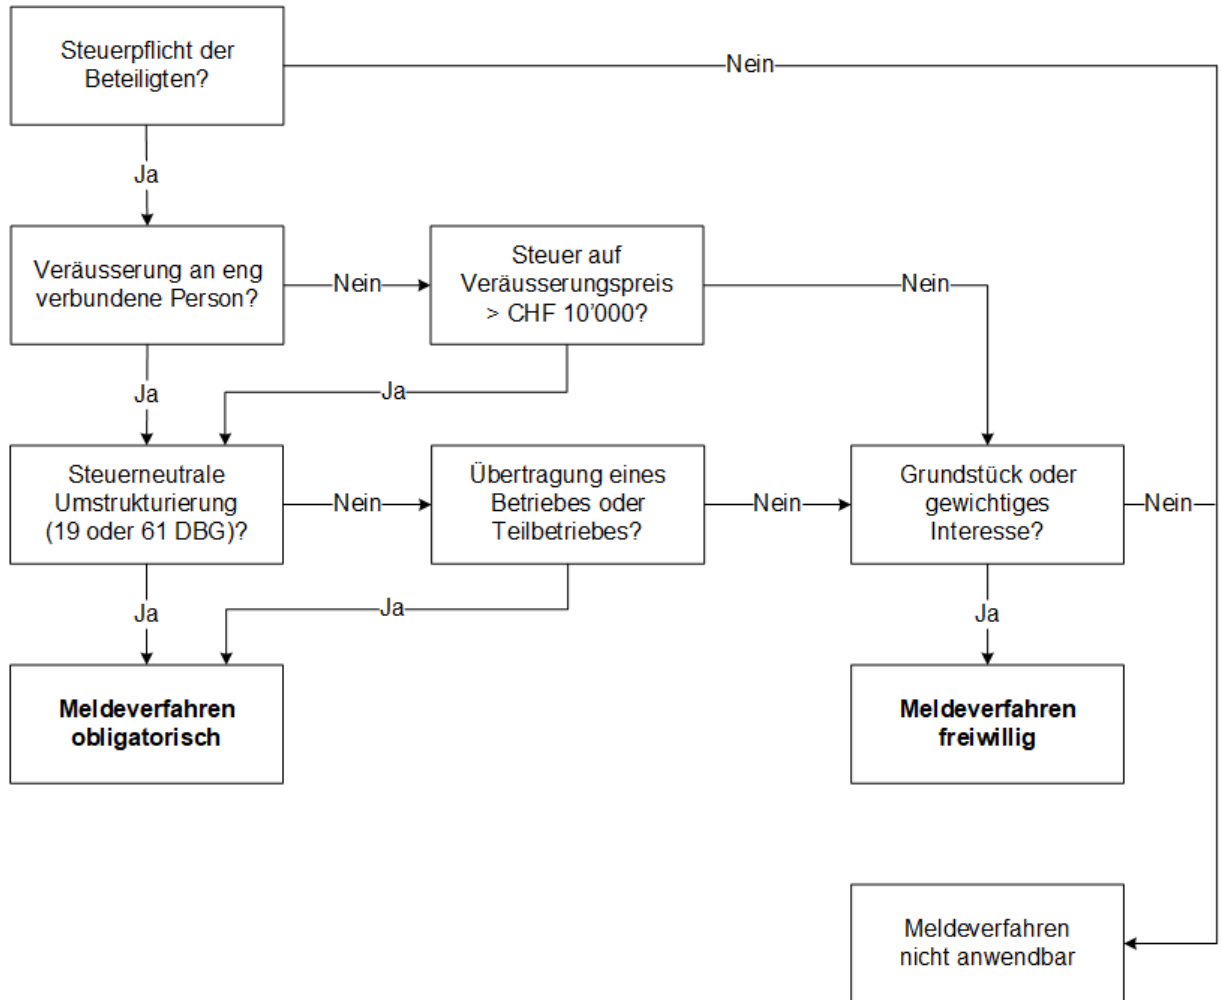 Steuerpflicht der
Beteiligten?
Nein
Ja
Veräusserung an eng
verbundene Person?
Nein
Steuer auf
Veräusserungspreis
> CHF 10’000?
Nein
Ja
Ja
Steuerneutrale
Umstrukturierung
(19 oder 61 DBG)?
Nein
Übertragung eines
Betriebes oder
Teilbetriebes?
Nein
Grundstück oder
gewichtiges
Interesse?
Nein
Ja
Ja
Ja
Meldeverfahren
obligatorisch
Meldeverfahren
freiwillig
Meldeverfahren
nicht anwendbar